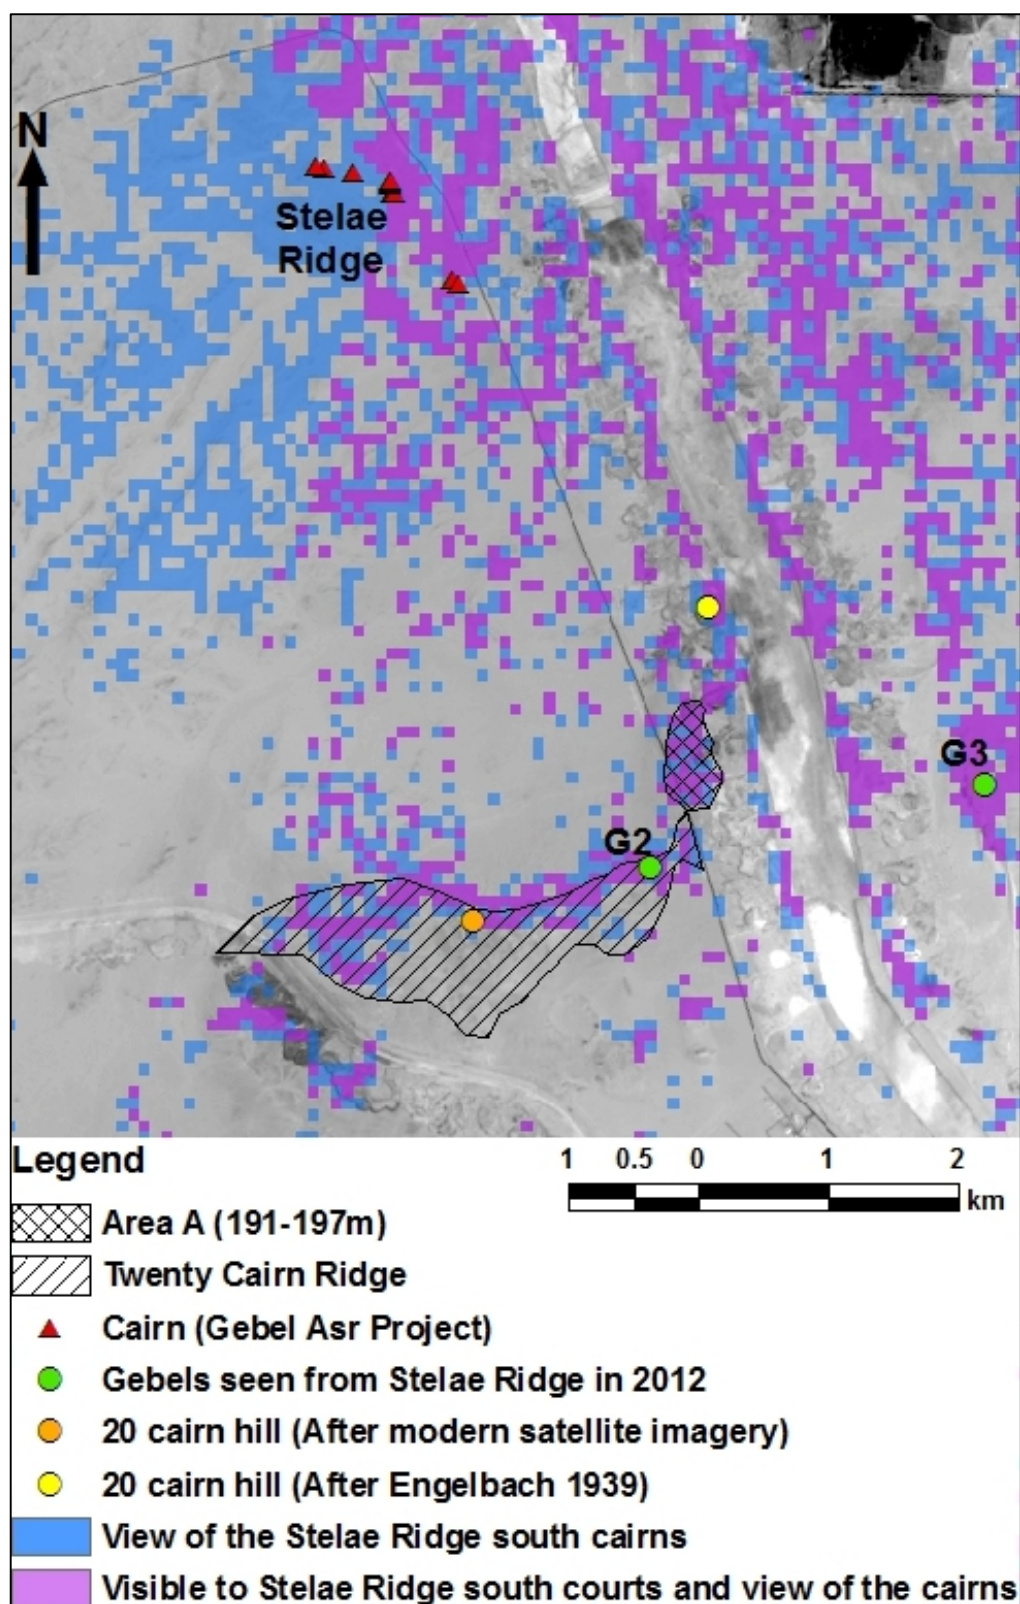 N
Stelae
Ridge
G3
G2
Legend
1 0.5 0 1 2
km
Area A (191-197m)
Twenty Cairn Ridge
Cairn (Gebel Asr Project)
Gebels seen from Stelae Ridge in 2012
20 cairn hill (After modern satellite imagery)
20 cairn hill (After Engelbach 1939)
View of the Stelae Ridge south cairns
Visible to Stelae Ridge south courts and view of the cairns